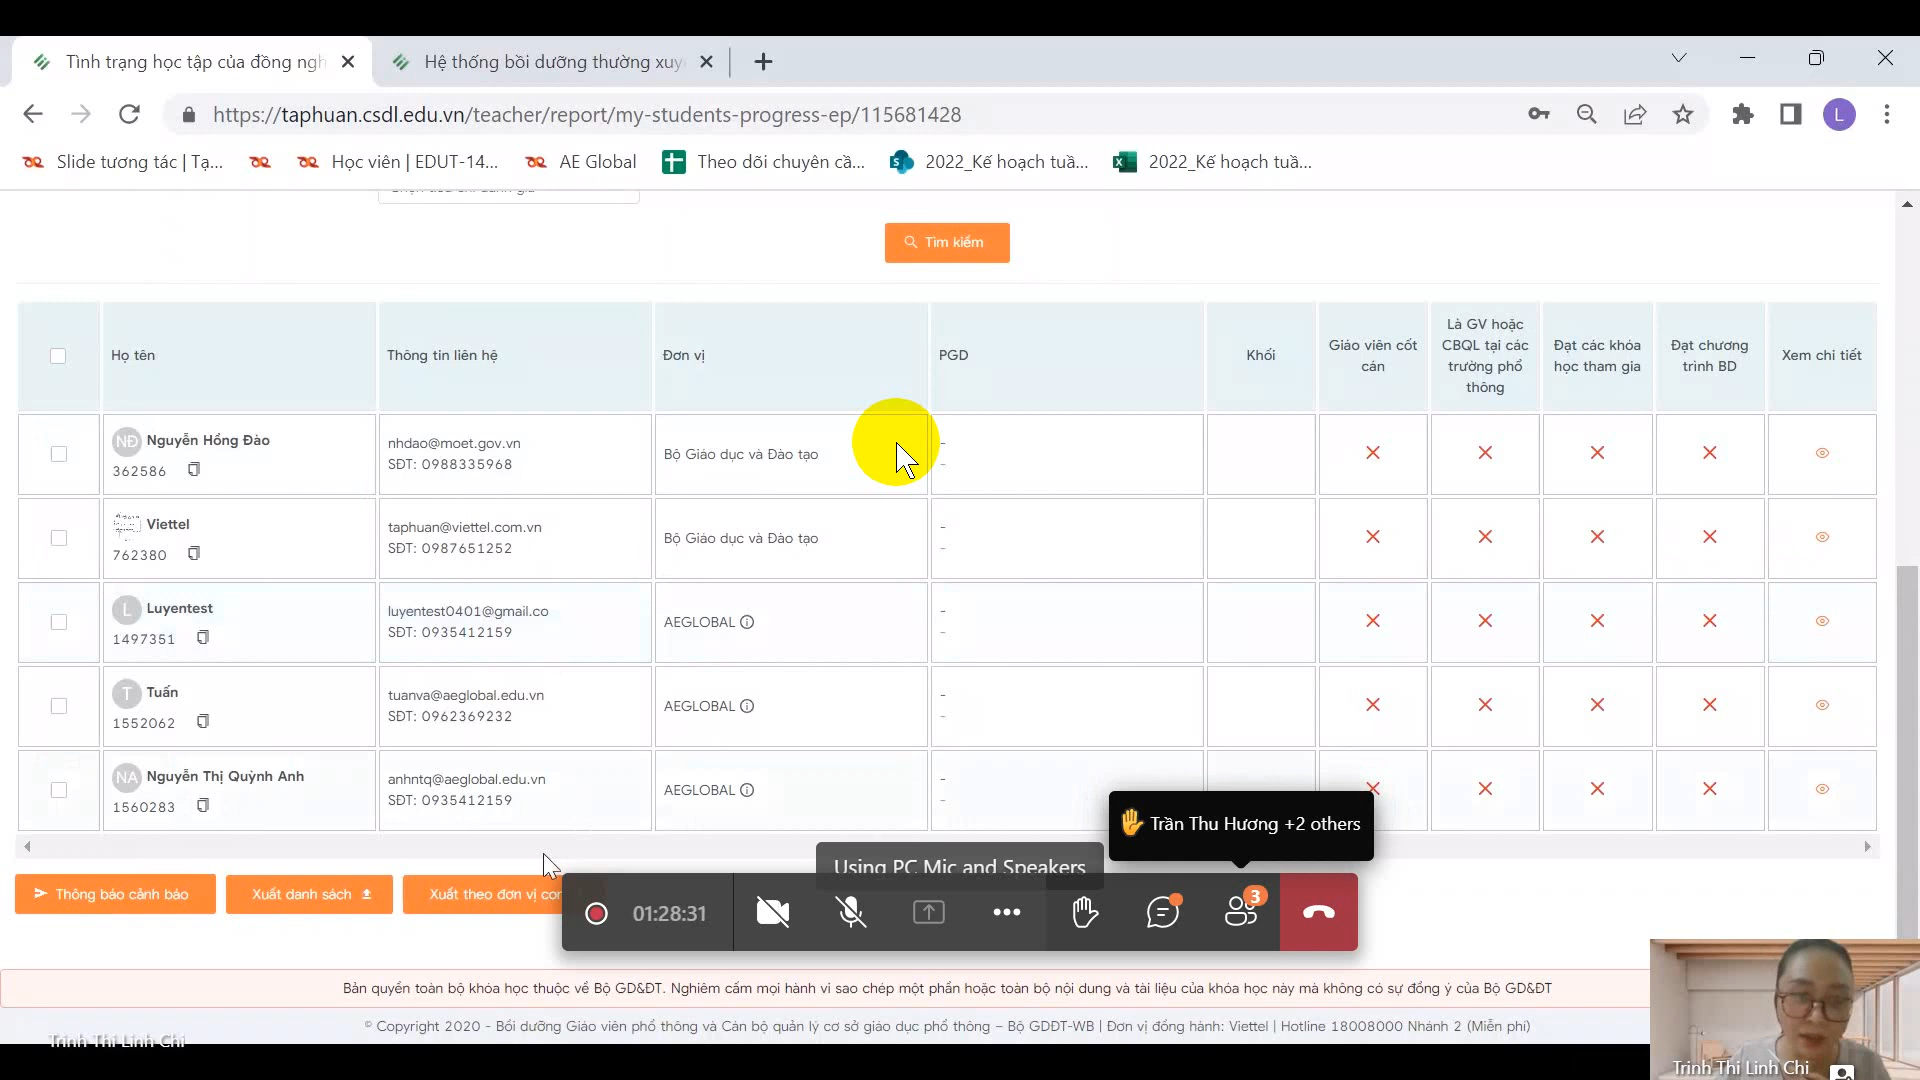 Tình trạng học tập của đồng ngh
Hệ thống bồi dưỡng thường xuy
https://taphuan.csdl.edu.vn/teacher/report/my-students-progress-ep/115681428
L
Slide tương tác | Tạ...
Học viên | EDUT-14...
AE Global
Theo dõi chuyên cầ...
2022_Kế hoạch tuầ...
2022_Kế hoạch tuầ...
Tìm kiếm
Họ tên
Thông tin liên hệ
Đơn vị
PGD
Khối
Giáo viên cốt cán
Là GV hoặc CBQL tại các trường phổ thông
Đạt các khóa học tham gia
Đạt chương trình BD
Xem chi tiết
NĐ Nguyễn Hồng Đào
362586
nhdao@moet.gov.vn
SĐT: 0988335968
Bộ Giáo dục và Đào tạo
-
-
Viettel
762380
taphuan@viettel.com.vn
SĐT: 0987651252
Bộ Giáo dục và Đào tạo
-
-
L Luyentest
1497351
luyentest0401@gmail.co
SĐT: 0935412159
AEGLOBAL
-
-
T Tuấn
1552062
tuanva@aeglobal.edu.vn
SĐT: 0962369232
AEGLOBAL
-
-
NA Nguyễn Thị Quỳnh Anh
1560283
anhntq@aeglobal.edu.vn
SĐT: 0935412159
AEGLOBAL
-
-
Trần Thu Hương +2 others
Using PC Mic and Speakers
Thông báo cảnh báo
Xuất danh sách
Xuất theo đơn vị con
01:28:31
3
Bản quyền toàn bộ khóa học thuộc về Bộ GD&ĐT. Nghiêm cấm mọi hành vi sao chép một phần hoặc toàn bộ nội dung và tài liệu của khóa học này mà không có sự đồng ý của Bộ GD&ĐT
© Copyright 2020 - Bồi dưỡng Giáo viên phổ thông và Cán bộ quản lý cơ sở giáo dục phổ thông – Bộ GDĐT-WB | Đơn vị đồng hành: Viettel | Hotline 18008000 Nhánh 2 (Miễn phí)
Trinh Thi Linh Chi
Trinh Thi Linh Chi